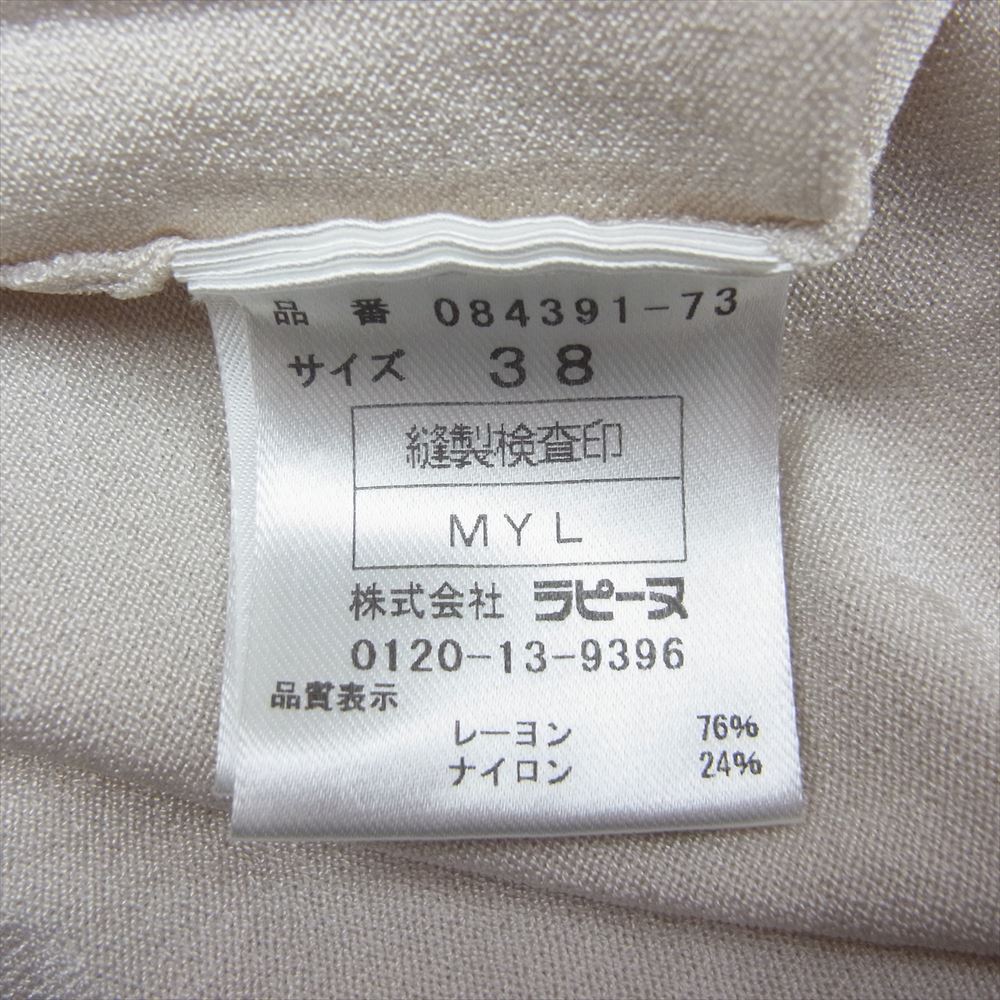 品番 084391-73
サイズ 38
縫製検査印
MYL
株式会社 ラピーヌ
0120-13-9396
品質表示
レーヨン 76%
ナイロン 24%